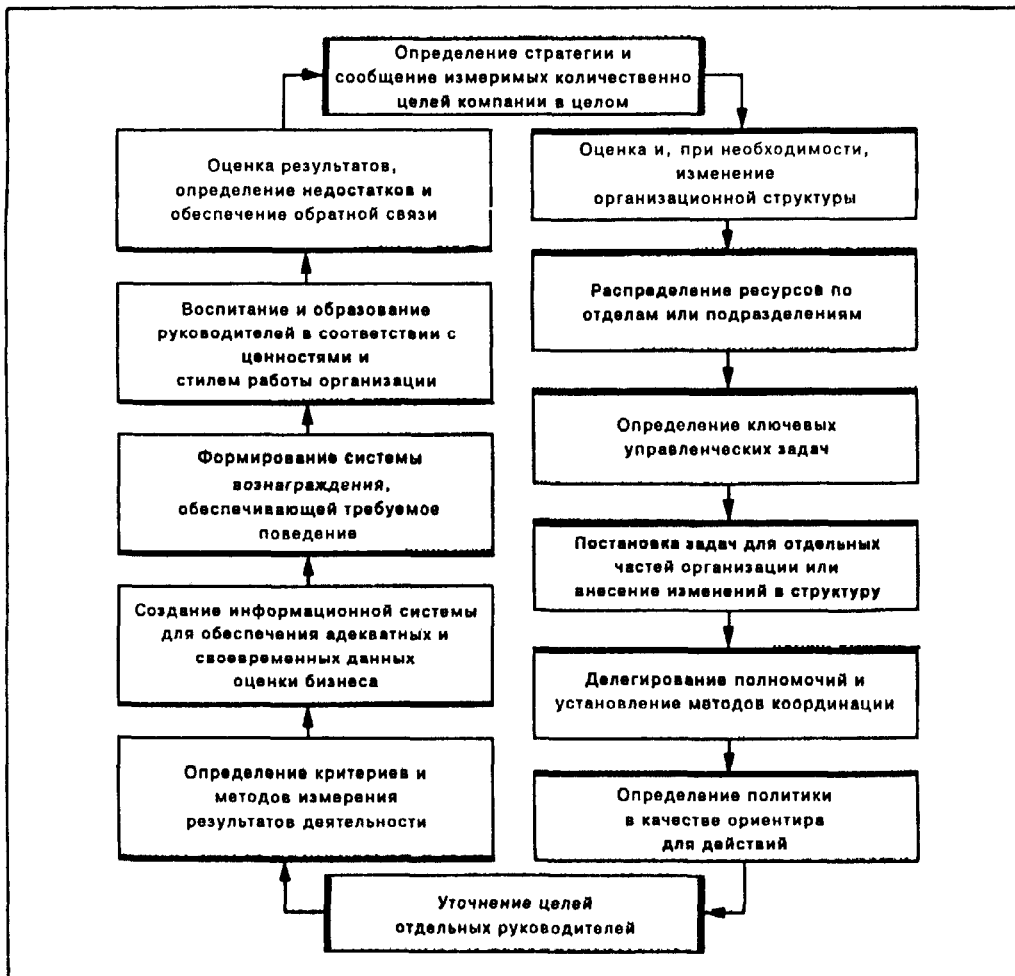 Определение стратегии и
сообщение измеримых количественно
целей компании в целом
Оценка и, при необходимости,
изменение
организационной структуры
Распределение ресурсов по
отделам или подразделениям
Определение ключевых
управленческих задач
Постановка задач для отдельных
частей организации или
внесение изменений в структуру
Делегирование полномочий и
установление методов координации
Определение политики
в качестве ориентира
для действий
Уточнение целей
отдельных руководителей
Определение критериев и
методов измерения
результатов деятельности
Создание информационной системы
для обеспечения адекватных и
своевременных данных
оценки бизнеса
Формирование системы
вознаграждения,
обеспечивающей требуемое
поведение
Воспитание и образование
руководителей в соответствии с
ценностями и
стилем работы организации
Оценка результатов,
определение недостатков и
обеспечение обратной связи